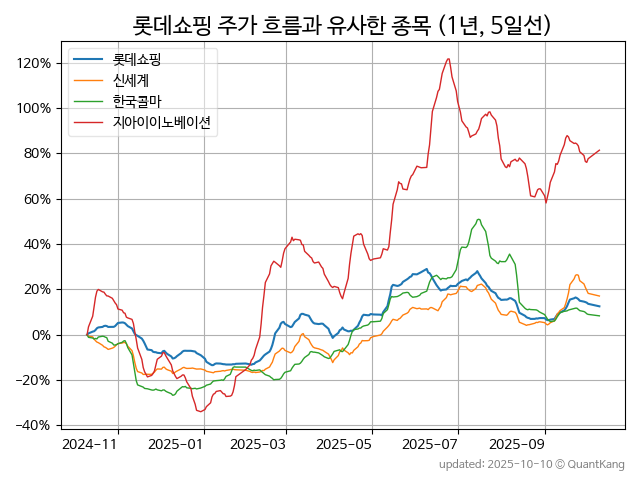 롯데쇼핑 주가 흐름과 유사한 종목 (1년, 5일선)
롯데쇼핑
신세계
한국콜마
지아이이노베이션
120%
100%
80%
60%
40%
20%
0%
−20%
−40%
2024-11
2025-01
2025-03
2025-05
2025-07
2025-09
updated: 2025-10-10 © QuantKang